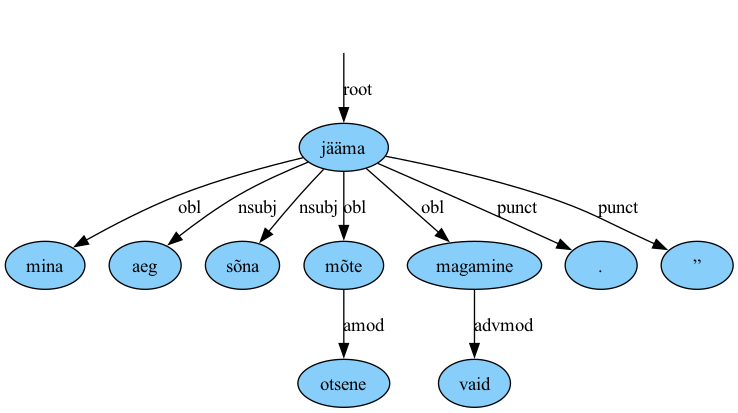 root
jääma
obl nsubj nsubj obl obl punct punct
mina aeg sõna mõte magamine . ”
amod advmod
otsene vaid